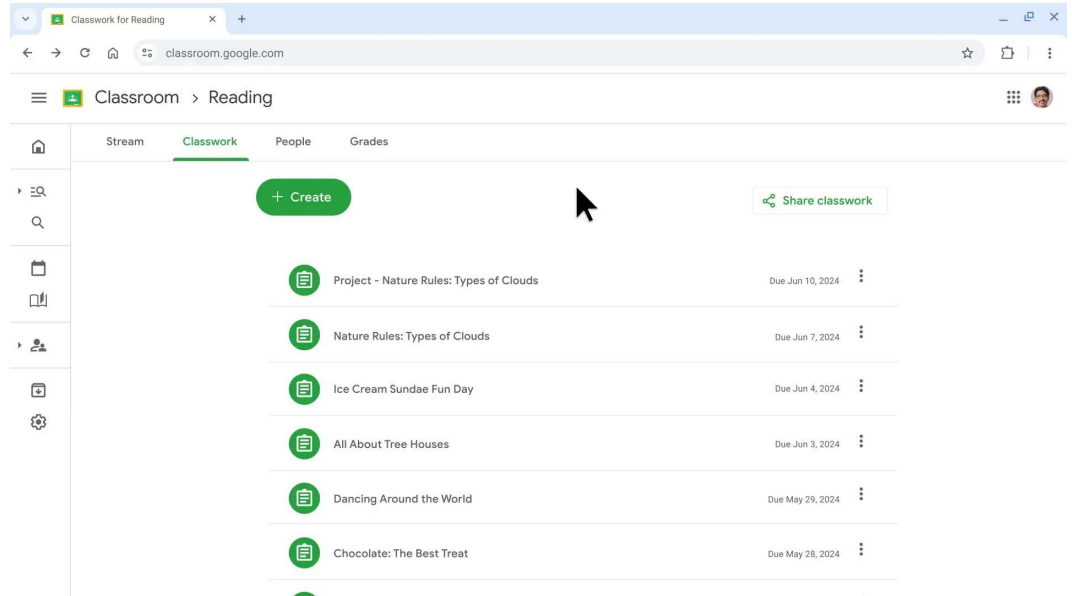 Classwork for Reading
classroom.google.com
Classroom > Reading
Stream Classwork People Grades
+ Create
Share classwork
Project - Nature Rules: Types of Clouds Due Jun 10, 2024
Nature Rules: Types of Clouds Due Jun 7, 2024
Ice Cream Sundae Fun Day Due Jun 4, 2024
All About Tree Houses Due Jun 3, 2024
Dancing Around the World Due May 29, 2024
Chocolate: The Best Treat Due May 28, 2024